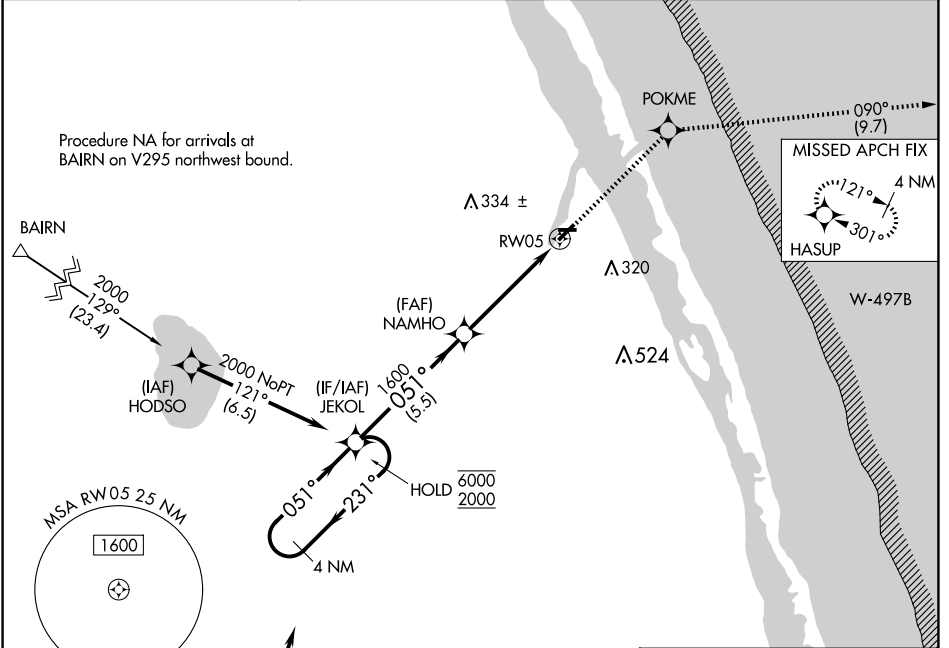 POKME
090°
(9.7)
Procedure NA for arrivals at
BAIRN on V295 northwest bound.
MISSED APCH FIX
121°
4 NM
301°
HASUP
334 ±
BAIRN
RW05
320
2000
129°
(23.4)
(FAF)
NAMHO
W-497B
524
2000 NoPT
121°
(6.5)
(IAF)
HODSO
(IF/IAF)
JEKOL
1600
051°
(5.5)
HOLD
6000
2000
051°
231°
4 NM
MSA RW05 25 NM
1600